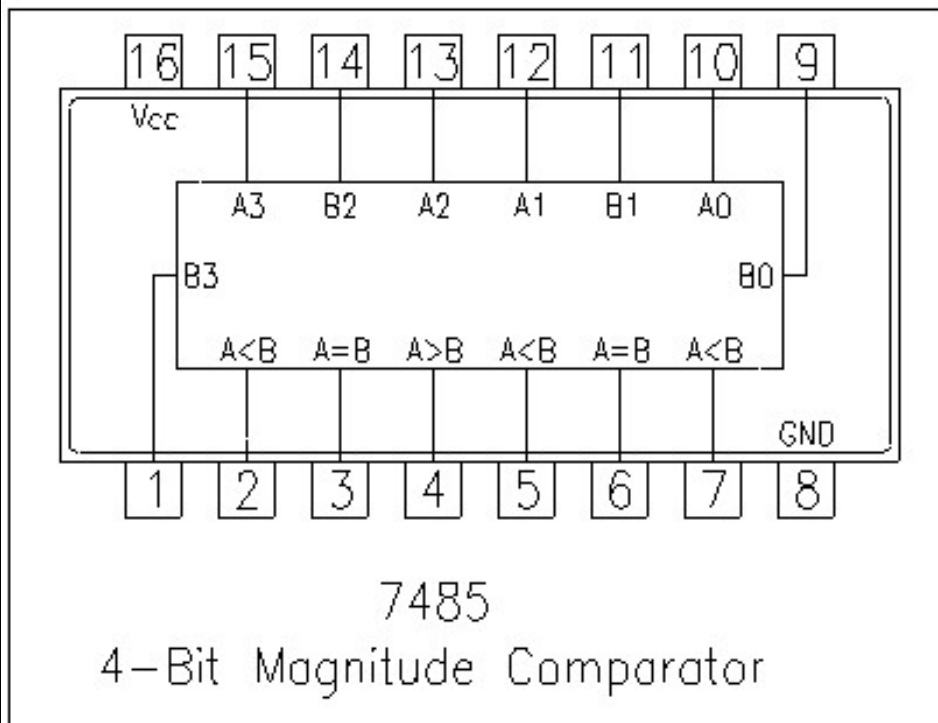 16 15 14 13 12 11 10 9
Vcc
A3 B2 A2 A1 B1 A0
B3 B0
A<B A=B A>B A<B A=B A<B
GND
1 2 3 4 5 6 7 8
7485
4-Bit Magnitude Comparator